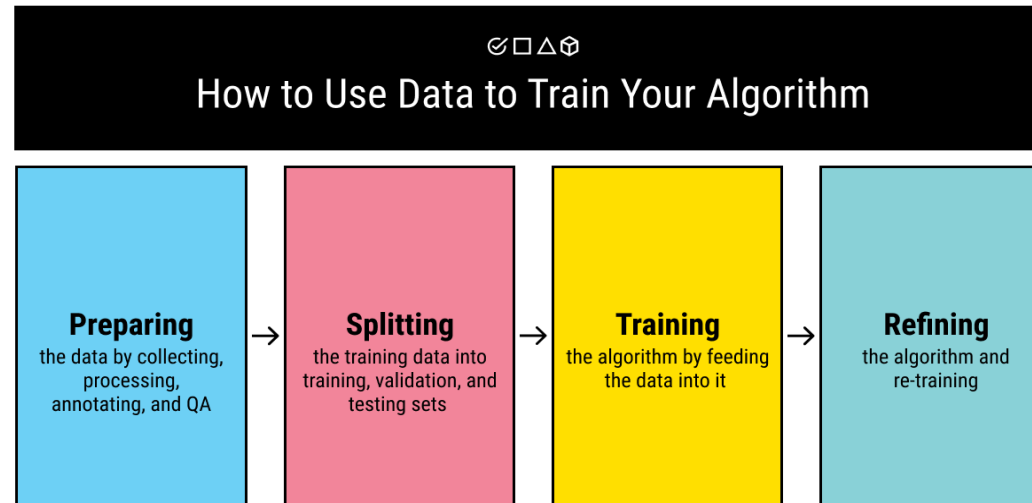 How to Use Data to Train Your Algorithm
Preparing
the data by collecting,
processing,
annotating, and QA
Splitting
the training data into
training, validation, and
testing sets
Training
the algorithm by feeding
the data into it
Refining
the algorithm and
re-training